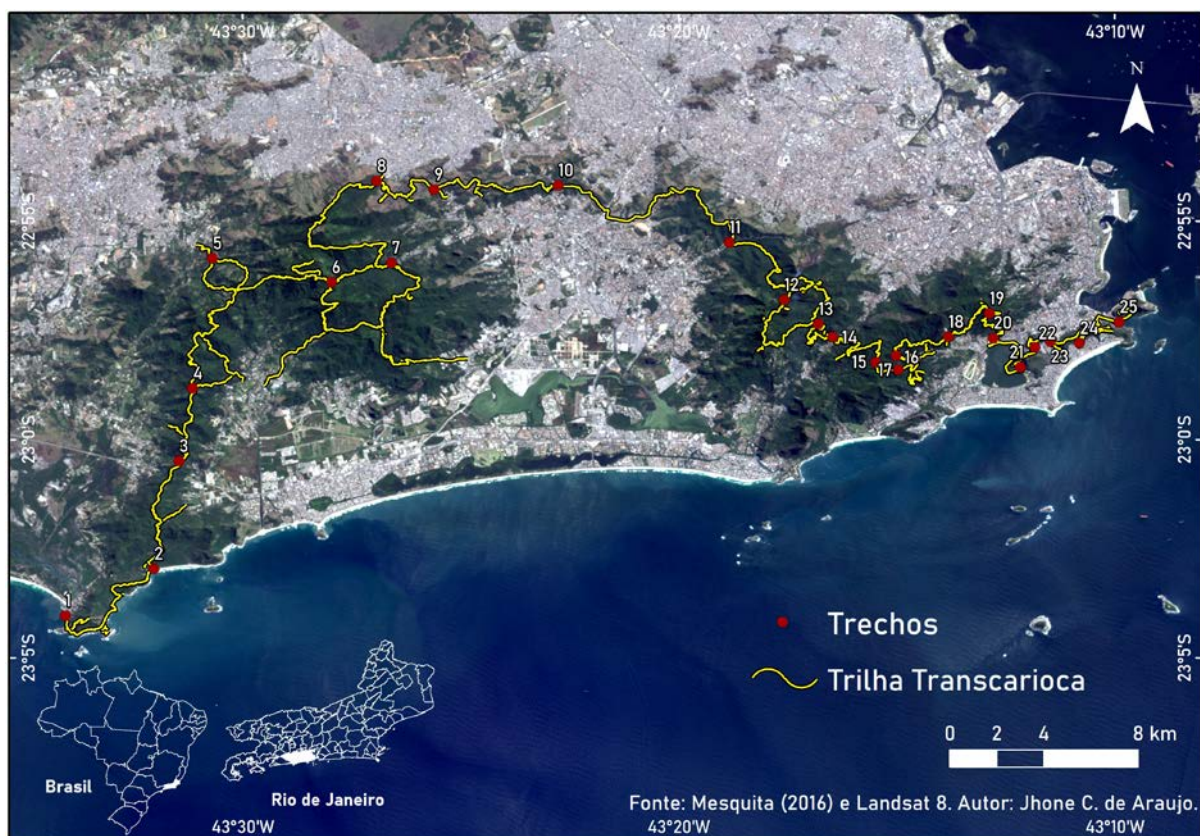 43°30'W
43°20'W
43°10'W
N
22°55'S
22°55'S
8
9
10
5
7
11
6
12
13
19
25
14
18
20
22
24
16
15
17
21
23
4
23°0'S
23°0'S
3
2
1
Trechos
Trilha Transcarioca
23°5'S
23°5'S
0 2 4 8 km
Brasil
Rio de Janeiro
Fonte: Mesquita (2016) e Landsat 8. Autor: Jhone C. de Araujo.
43°30'W
43°20'W
43°10'W